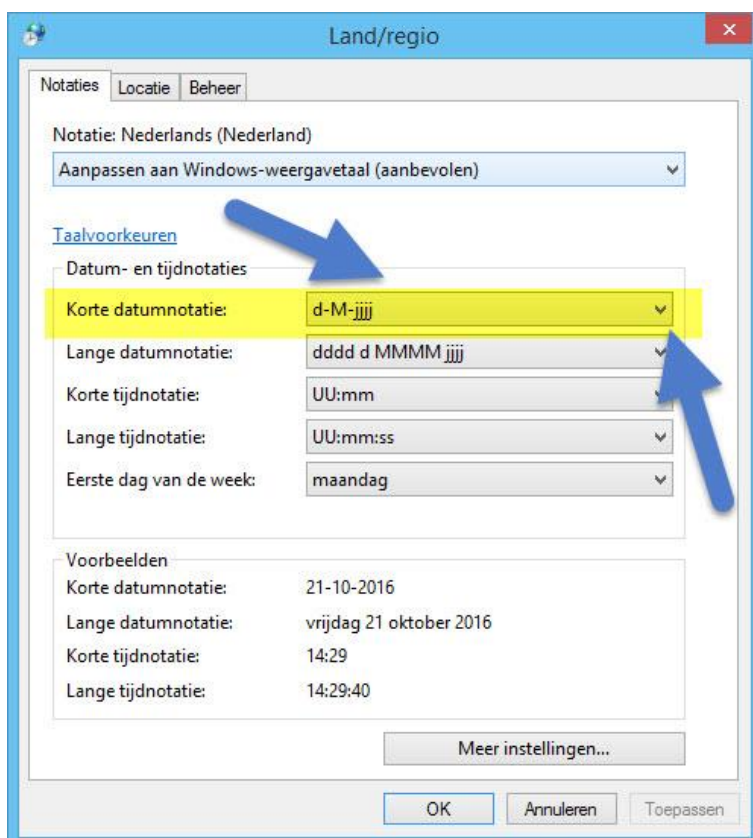 Land/regio
Notaties Locatie Beheer
Notatie: Nederlands (Nederland)
Aanpassen aan Windows-weergavetaal (aanbevolen)
Taalvoorkeuren
Datum- en tijdnotaties
Korte datumnotatie: d-M-jjjj
Lange datumnotatie: dddd d MMMM jjjj
Korte tijdnotatie: UU:mm
Lange tijdnotatie: UU:mm:ss
Eerste dag van de week: maandag
Voorbeelden
Korte datumnotatie: 21-10-2016
Lange datumnotatie: vrijdag 21 oktober 2016
Korte tijdnotatie: 14:29
Lange tijdnotatie: 14:29:40
Meer instellingen...
OK Annuleren Toepassen